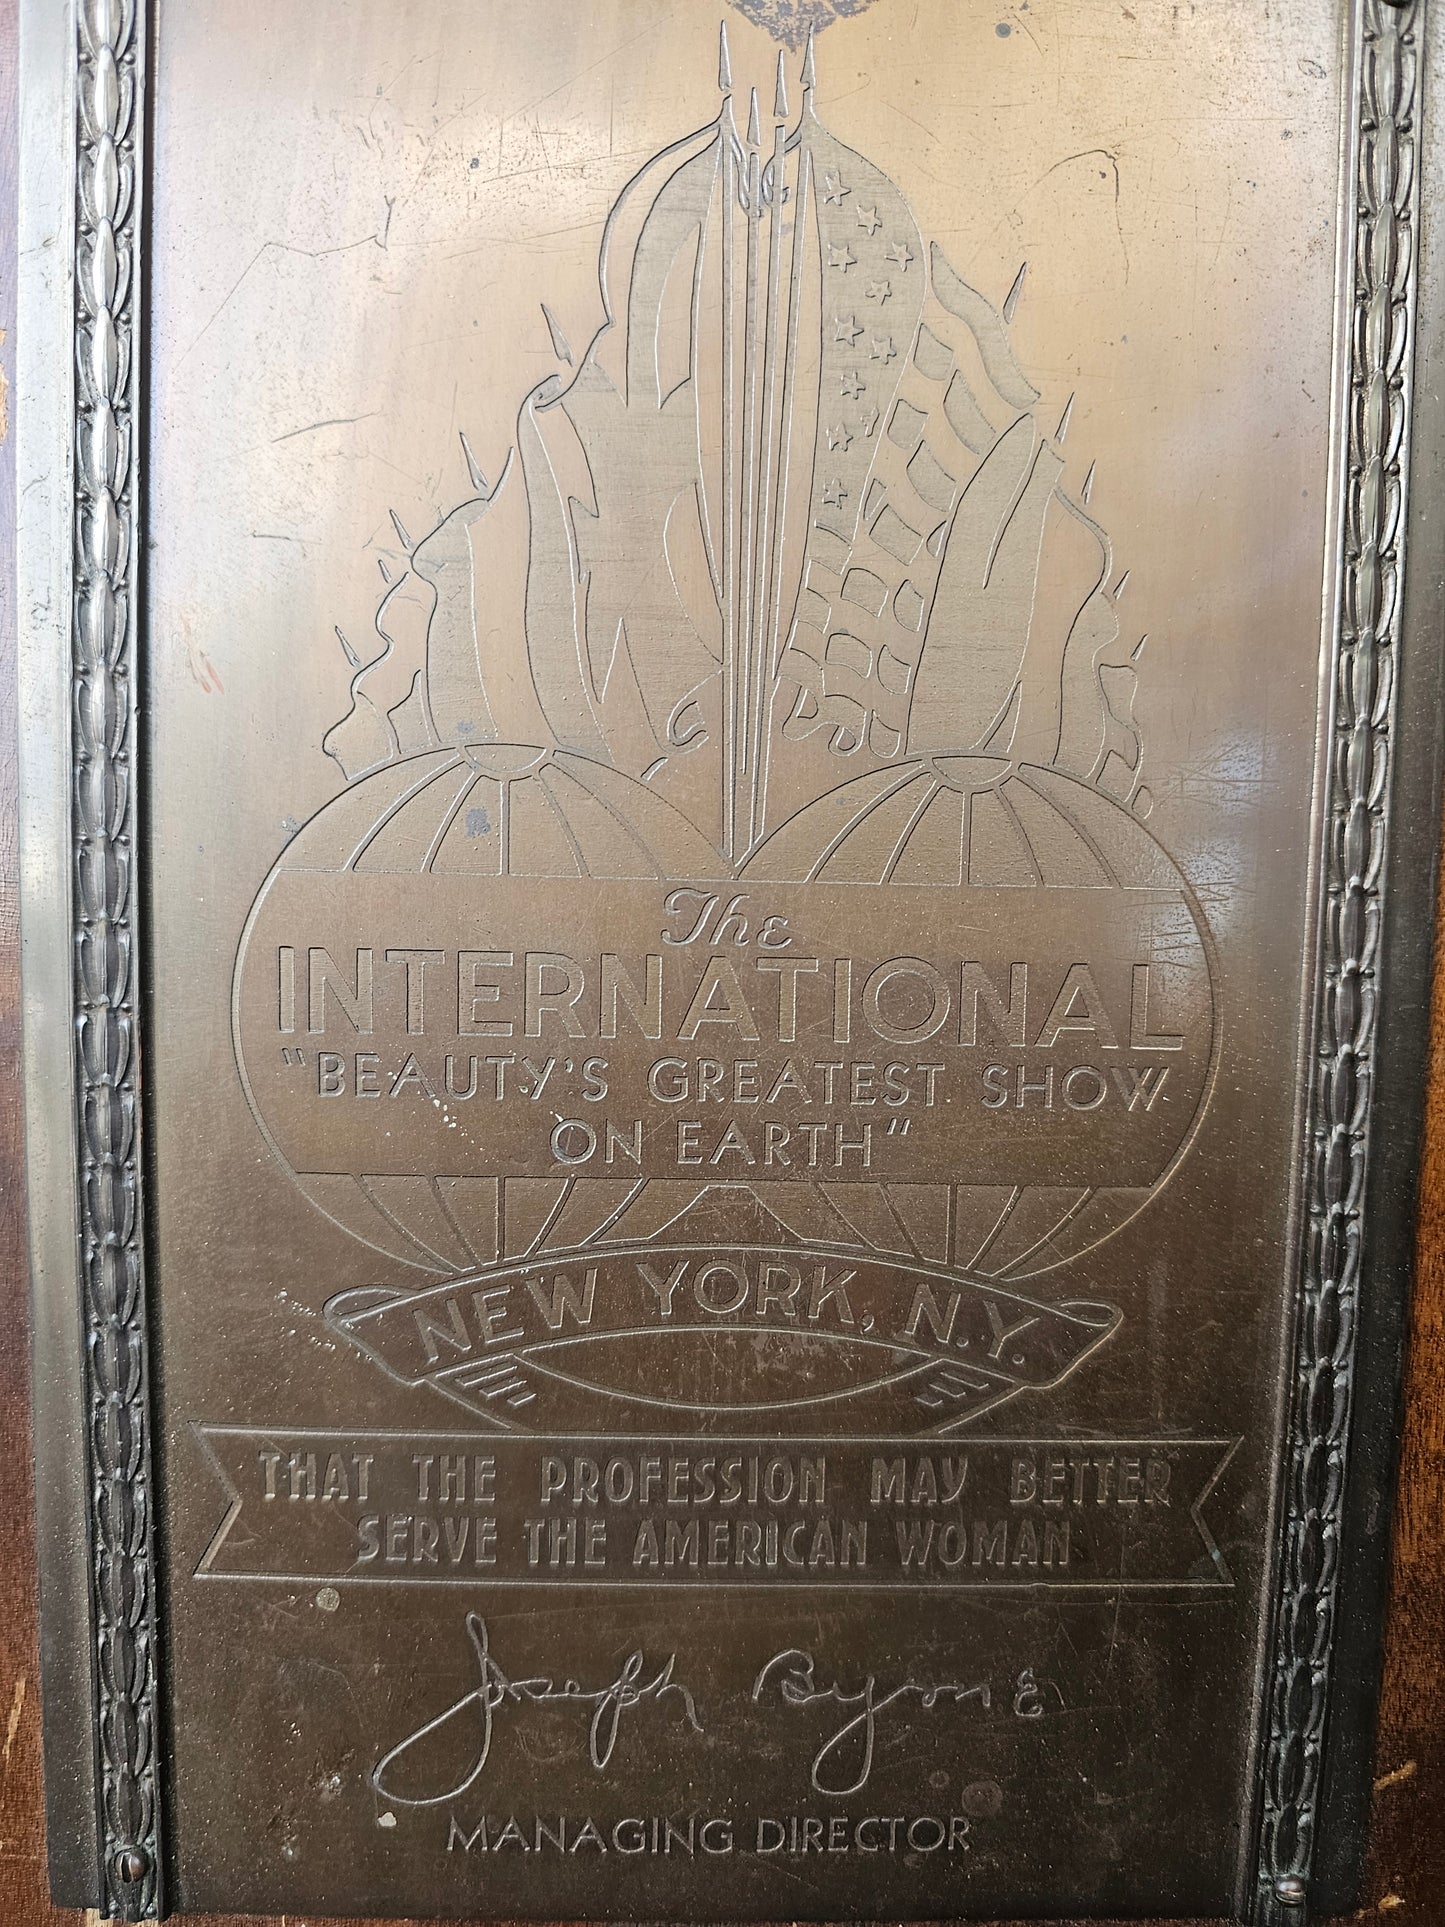 The
INTERNATIONAL
"BEAUTY'S GREATEST SHOW
ON EARTH"
NEW YORK, N.Y.
THAT THE PROFESSION MAY BETTER
SERVE THE AMERICAN WOMAN
Joseph Byrne
MANAGING DIRECTOR